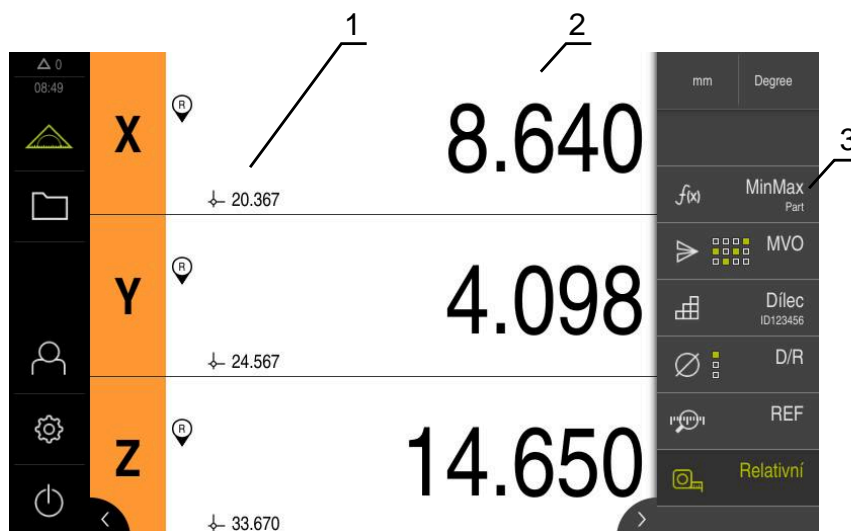 1
2
3
0
08:49
X
R
8.640
20.367
Y
R
4.098
24.567
Z
R
14.650
33.670
mm
Degree
f(x)
MinMax
Part
MVO
Dílec
ID123456
D/R
REF
Relativní